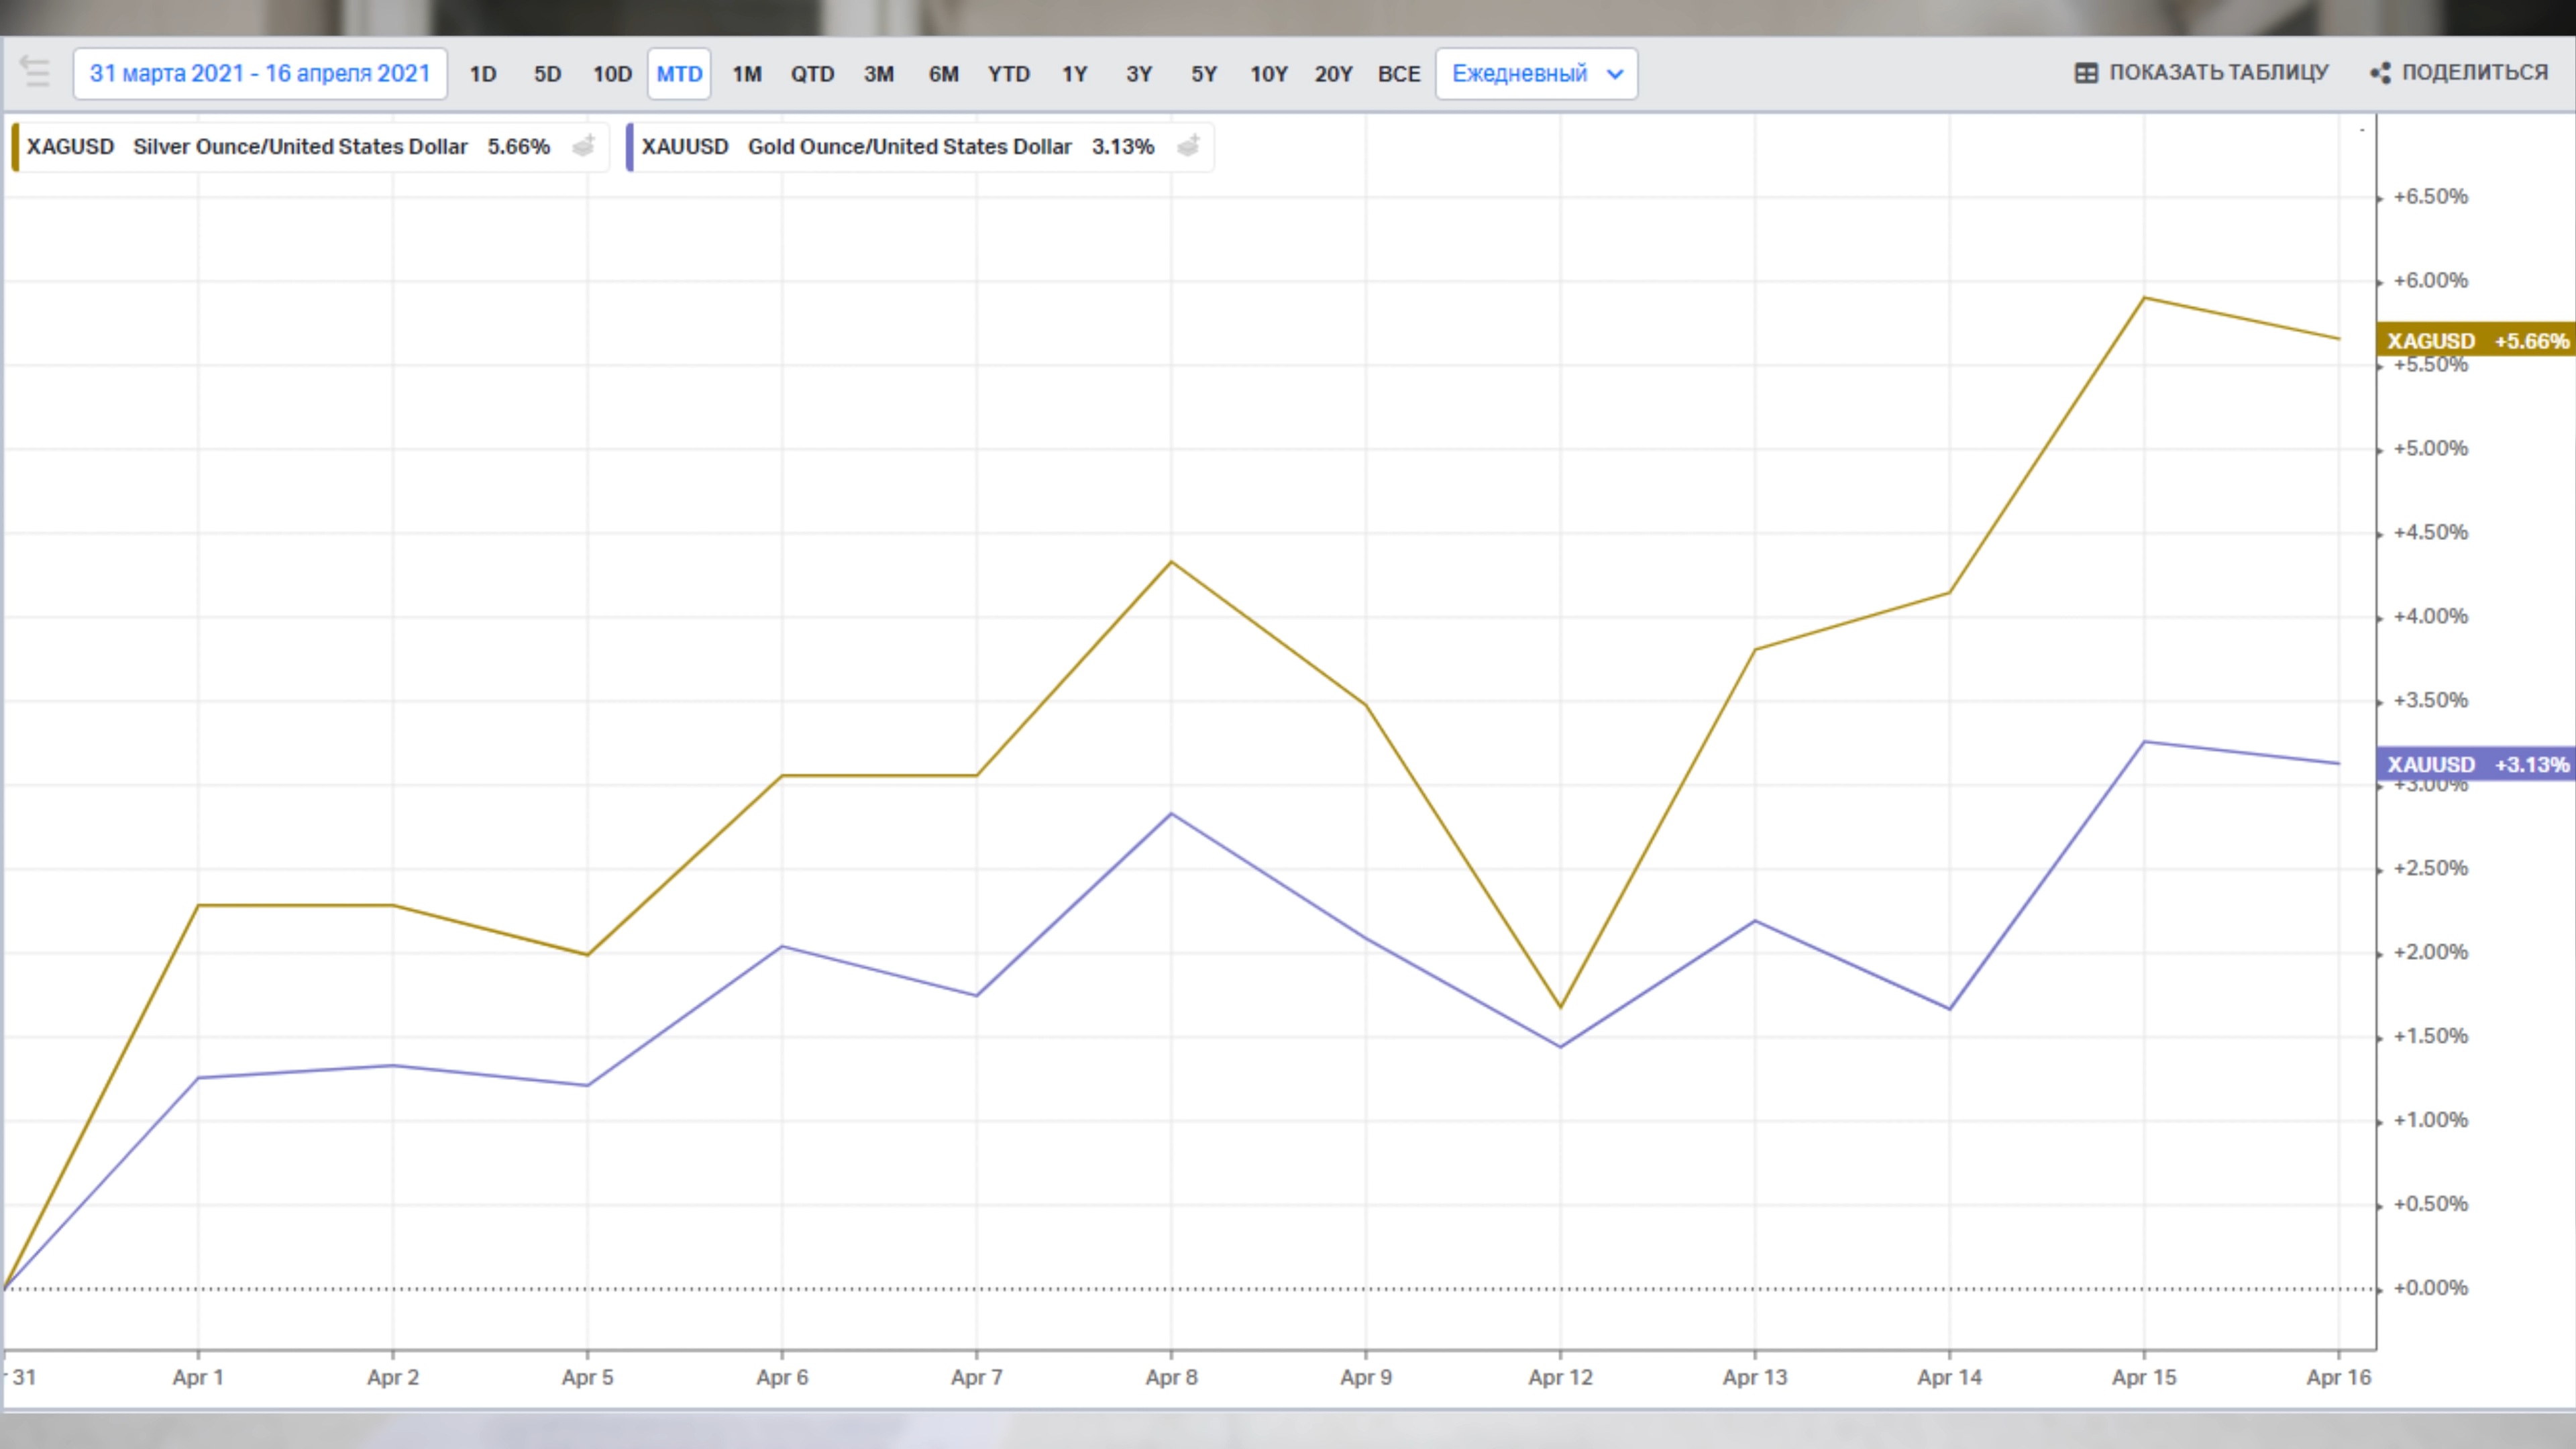 31 марта 2021 - 16 апреля 2021 1D 5D 10D MTD 1M QTD 3M 6M YTD 1Y 3Y 5Y 10Y 20Y ВСЕ Ежедневный ПОКАЗАТЬ ТАБЛИЦУ ПОДЕЛИТЬСЯ
XAGUSD Silver Ounce/United States Dollar 5.66% XAUUSD Gold Ounce/United States Dollar 3.13%
+6.50%
+6.00%
XAGUSD +5.66%
+5.50%
+5.00%
+4.50%
+4.00%
+3.50%
XAUUSD +3.13%
+3.00%
+2.50%
+2.00%
+1.50%
+1.00%
+0.50%
+0.00%
31 Apr 1 Apr 2 Apr 5 Apr 6 Apr 7 Apr 8 Apr 9 Apr 12 Apr 13 Apr 14 Apr 15 Apr 16